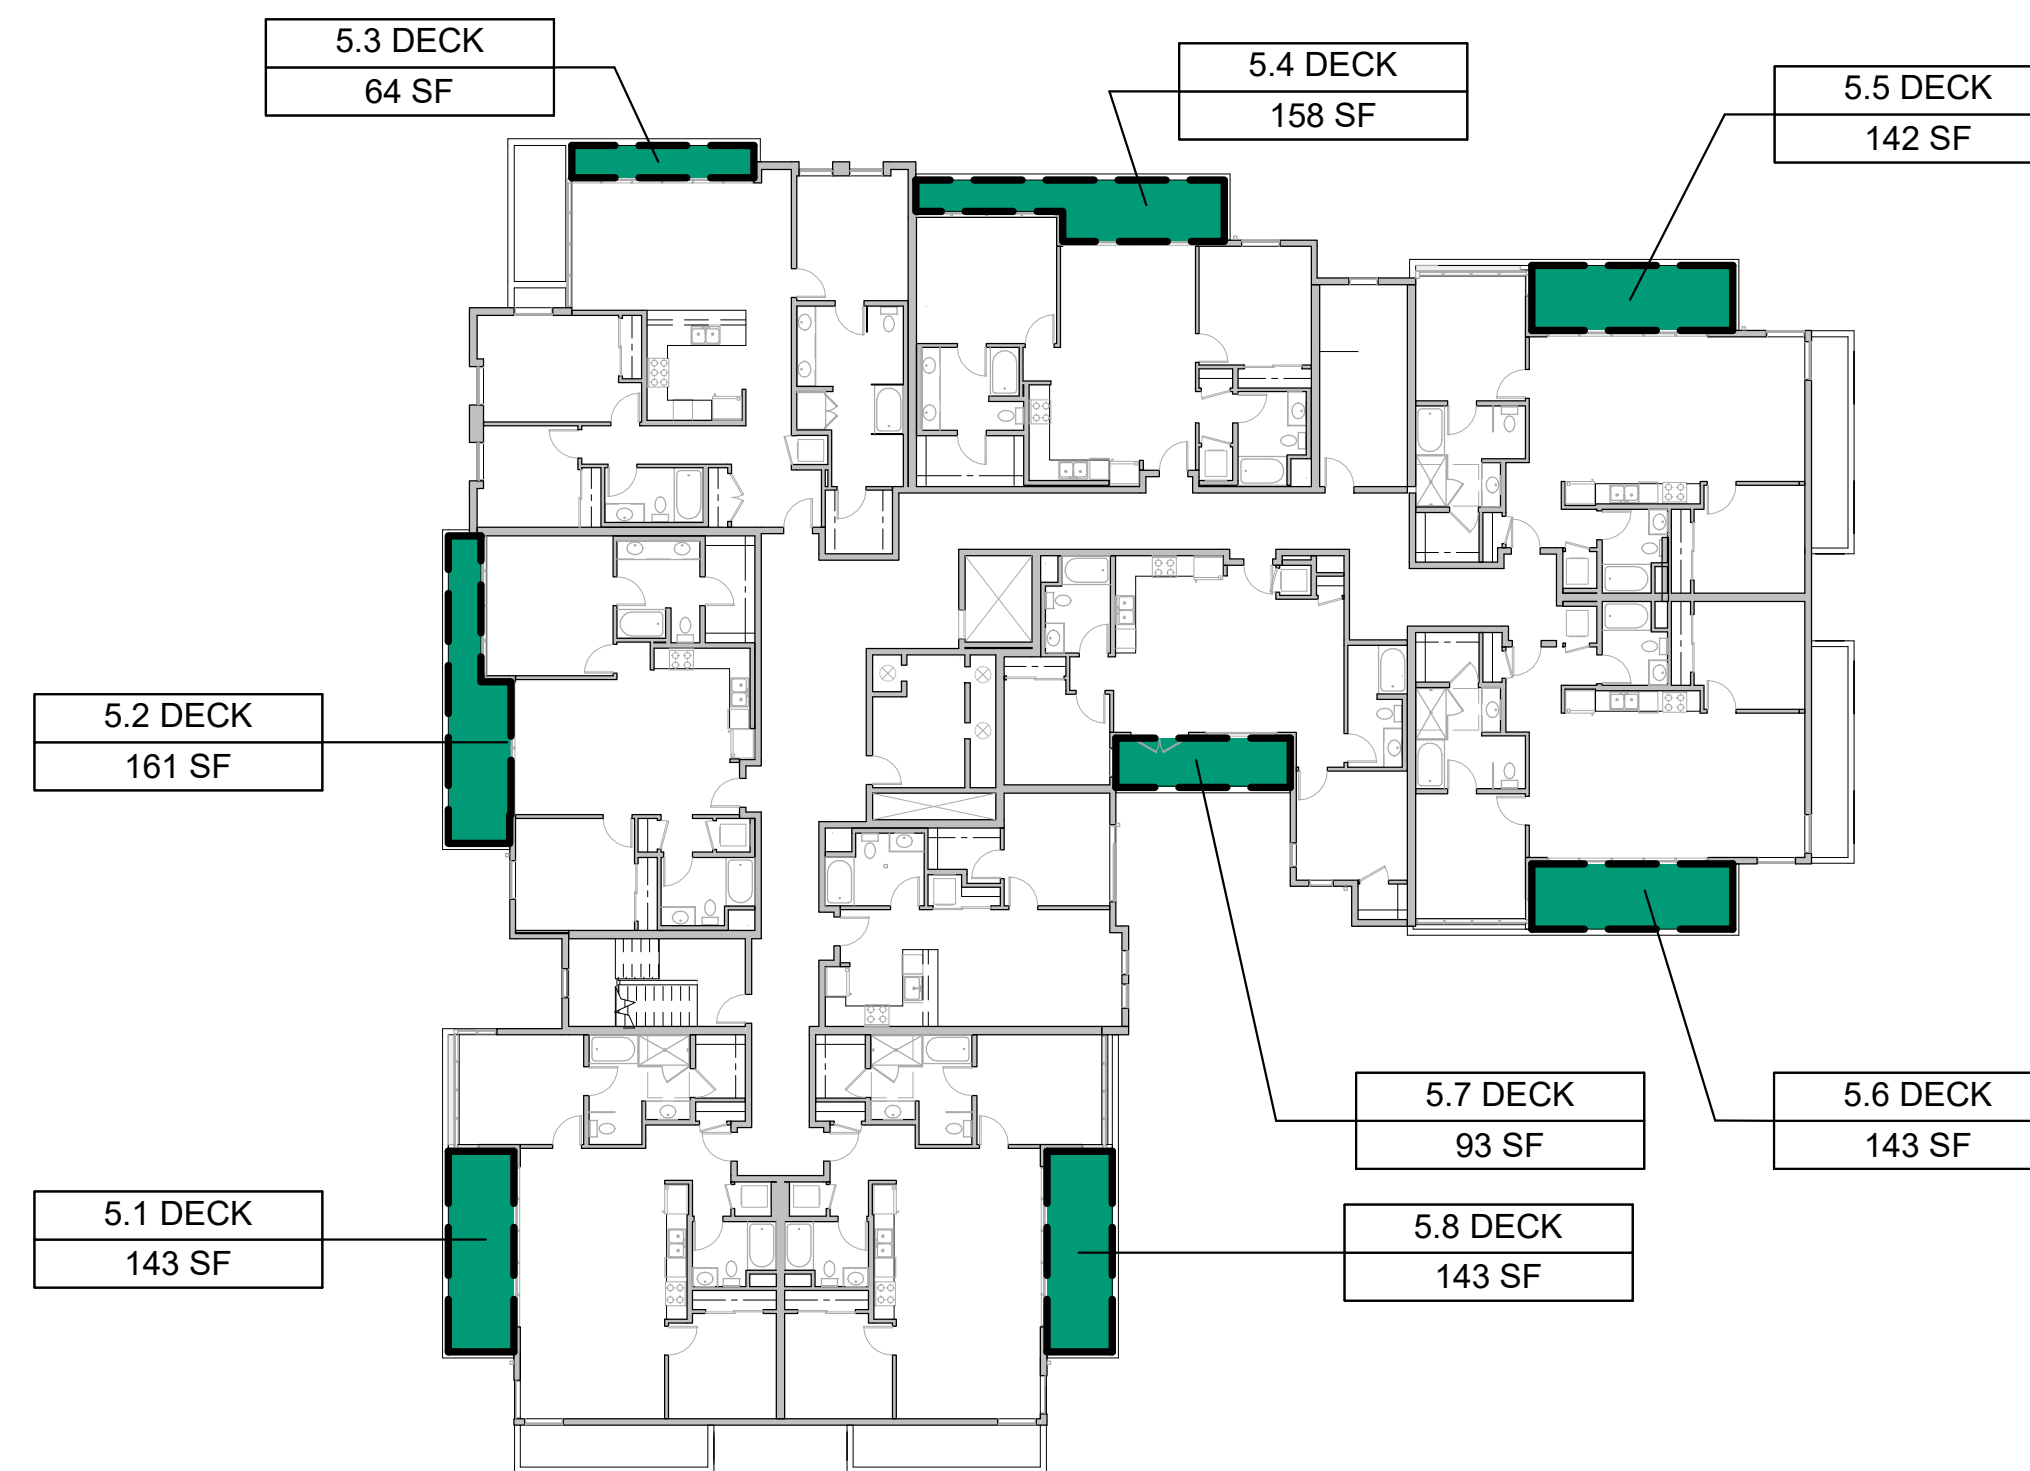 5.3 DECK
64 SF
5.4 DECK
158 SF
5.5 DECK
142 SF
5.2 DECK
161 SF
5.7 DECK
93 SF
5.6 DECK
143 SF
5.1 DECK
143 SF
5.8 DECK
143 SF